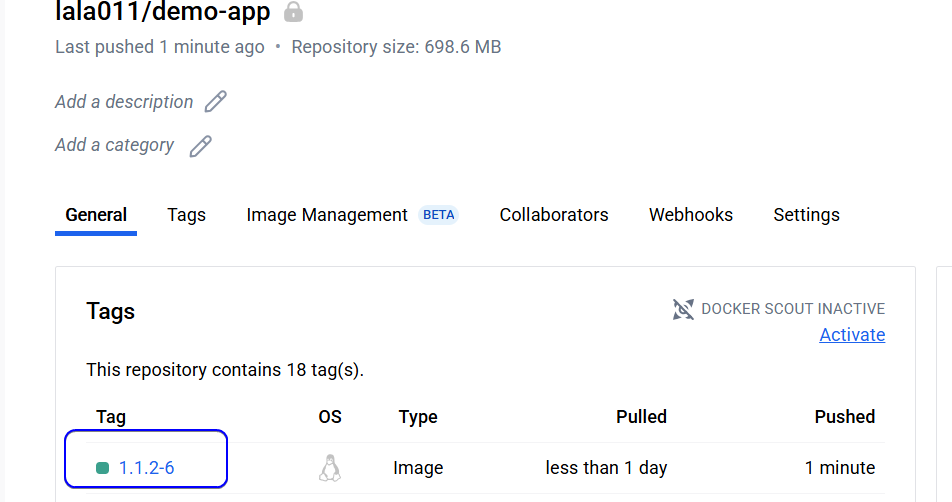 lala011/demo-app
Last pushed 1 minute ago • Repository size: 698.6 MB
Add a description
Add a category
General Tags Image Management BETA Collaborators Webhooks Settings
Tags
DOCKER SCOUT INACTIVE
Activate
This repository contains 18 tag(s).
Tag OS Type Pulled Pushed
1.1.2-6 Image less than 1 day 1 minute